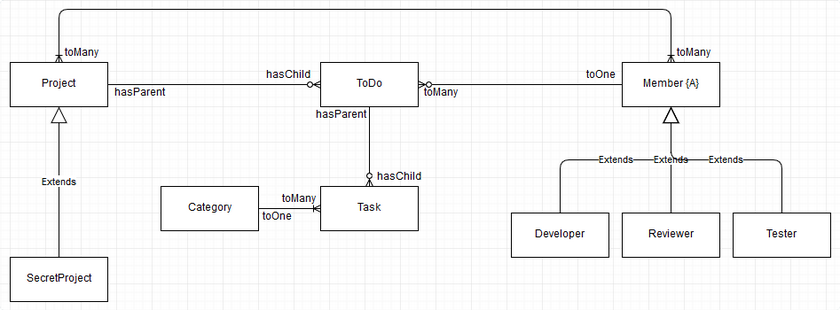 toMany
toMany
Project
hasParent
hasChild
ToDo
toMany
toOne
Member {A}
hasParent
hasChild
Extends
Extends
Extends
Extends
Category
toMany
toOne
Task
Developer
Reviewer
Tester
SecretProject